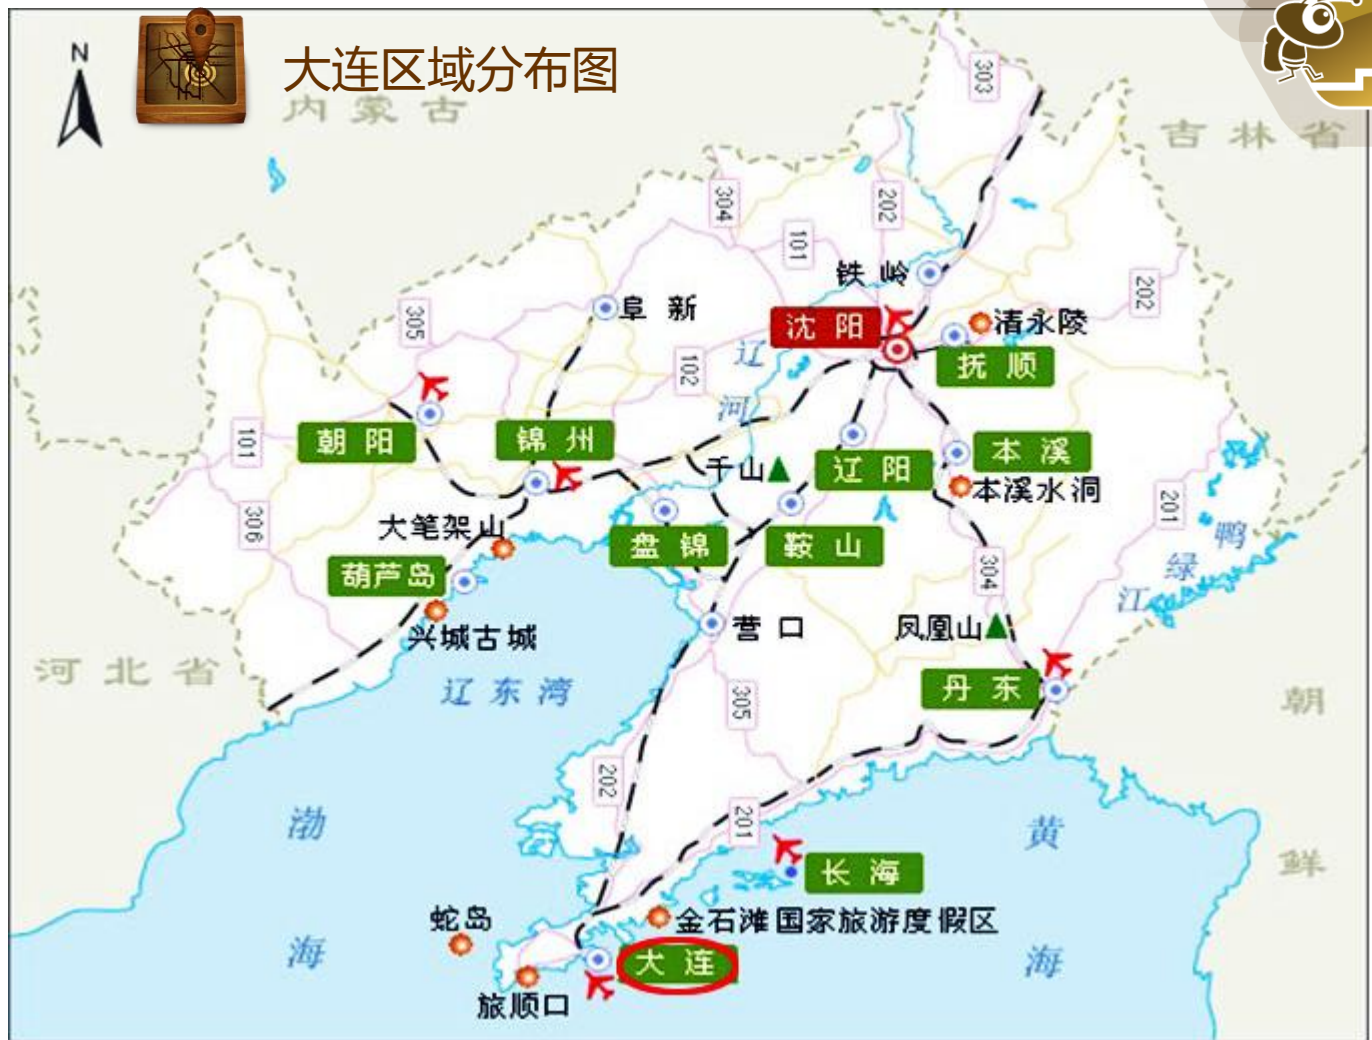 N
大连区域分布图
内蒙古
吉林省
303
304
202
101
铁岭
202
305
阜新
沈阳
清永陵
抚顺
辽河
102
朝阳
101
锦州
千山
辽阳
本溪
本溪水洞
306
大笔架山
盘锦
鞍山
201
鸭绿江
葫芦岛
304
兴城古城
营口
凤凰山
河北省
辽东湾
丹东
305
朝鲜
202
201
渤海
黄海
长海
蛇岛
金石滩国家旅游度假区
大连
旅顺口